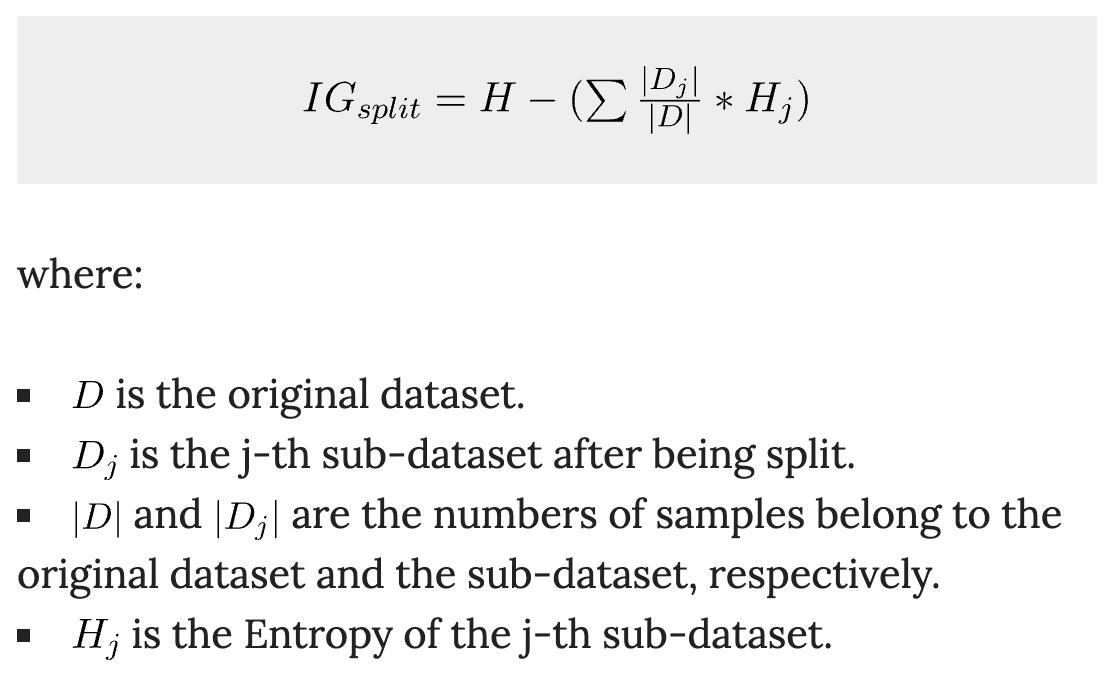 $IG_{split} = H - (\sum \frac{|D_j|}{|D|} * H_j)$
where:
▪ $D$ is the original dataset.
▪ $D_j$ is the j-th sub-dataset after being split.
▪ $|D|$ and $|D_j|$ are the numbers of samples belong to the
original dataset and the sub-dataset, respectively.
▪ $H_j$ is the Entropy of the j-th sub-dataset.